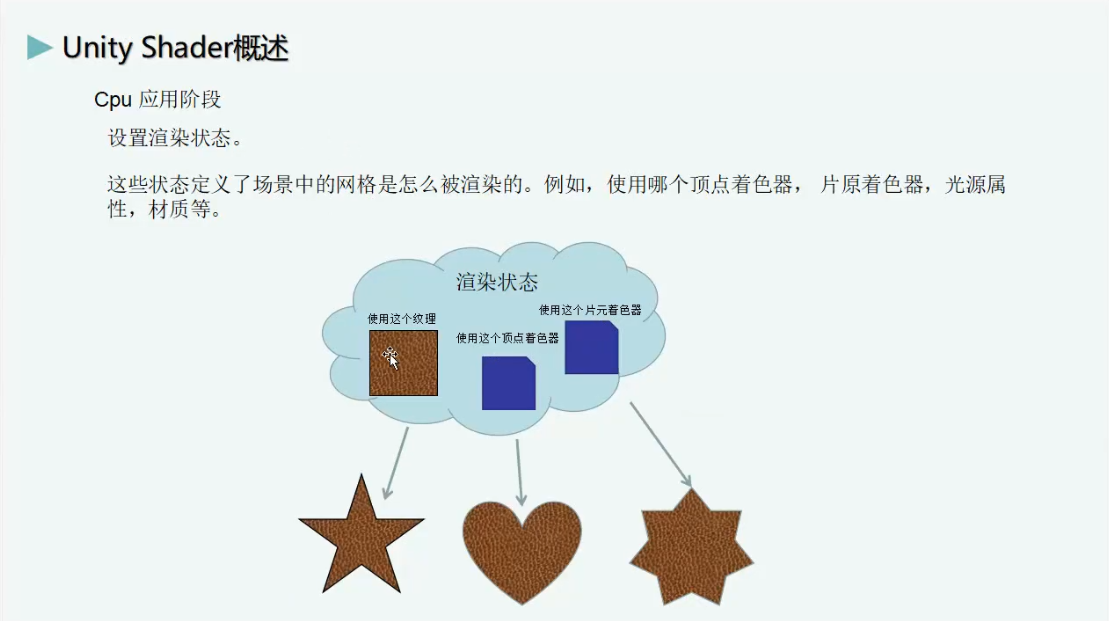 Unity Shader概述
Cpu 应用阶段
设置渲染状态。
这些状态定义了场景中的网格是怎么被渲染的。例如，使用哪个顶点着色器， 片原着色器，光源属
性，材质等。
渲染状态
使用这个片元着色器
使用这个纹理
使用这个顶点着色器